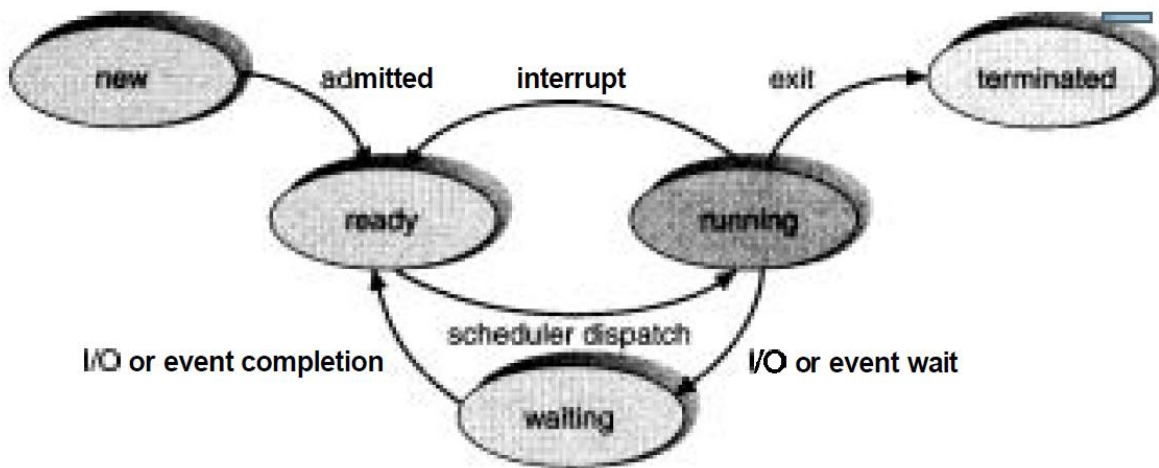 new
admitted
interrupt
exit
terminated
ready
running
scheduler dispatch
I/O or event completion
I/O or event wait
waiting